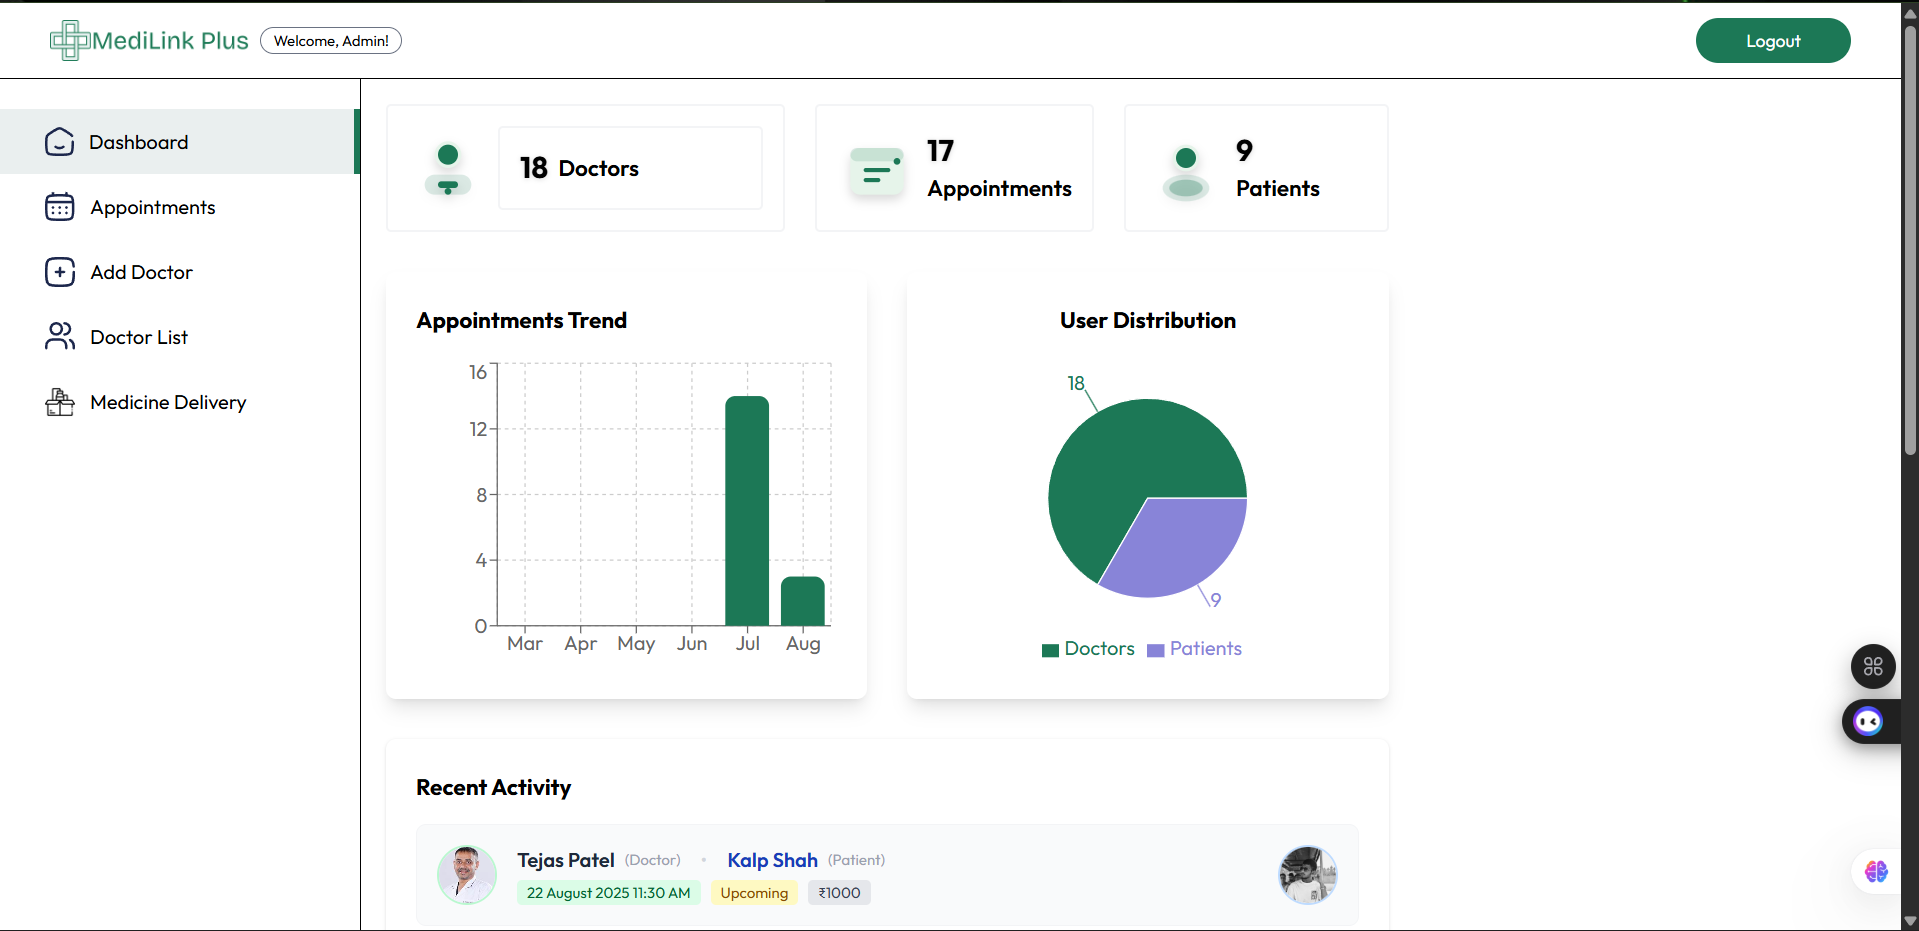 MediLink Plus
Welcome, Admin!
Logout
Dashboard
Appointments
Add Doctor
Doctor List
Medicine Delivery
18 Doctors
17
Appointments
9
Patients
Appointments Trend
16
12
8
4
0
Mar Apr May Jun Jul Aug
User Distribution
18
9
Doctors Patients
Recent Activity
Tejas Patel (Doctor) • Kalp Shah (Patient)
22 August 2025 11:30 AM Upcoming ₹1000